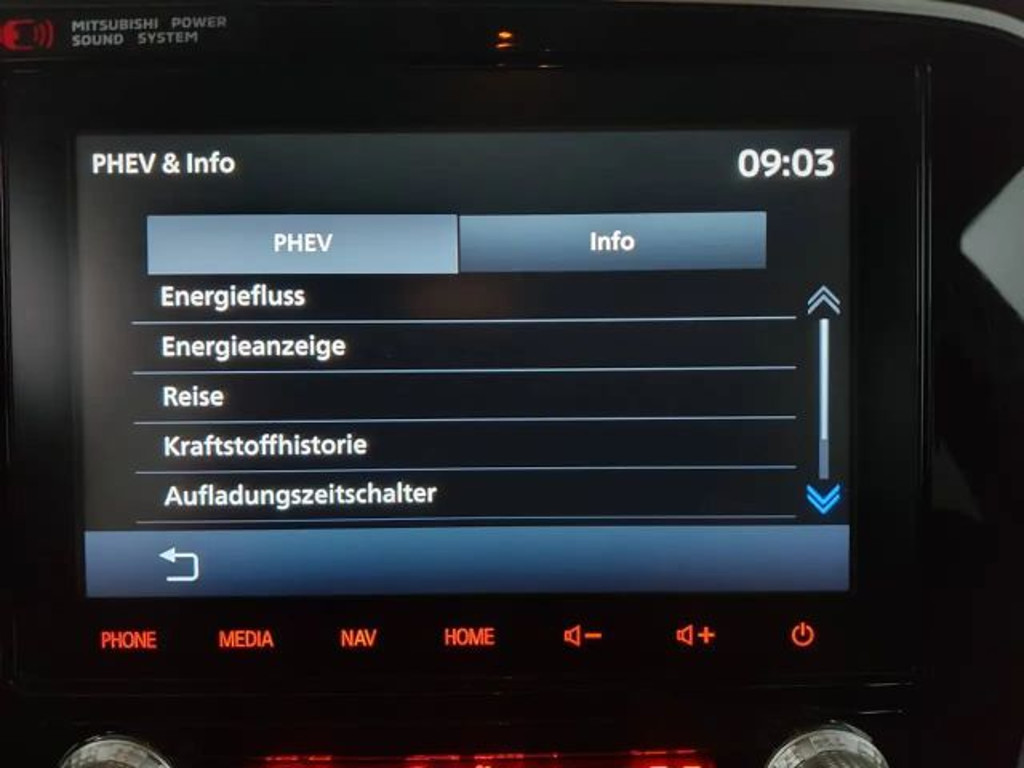 MITSUBISHI POWER
SOUND SYSTEM
PHEV & Info
09:03
PHEV
Info
Energiefluss
Energieanzeige
Reise
Kraftstoffhistorie
Aufladungszeitschalter
PHONE MEDIA NAV HOME